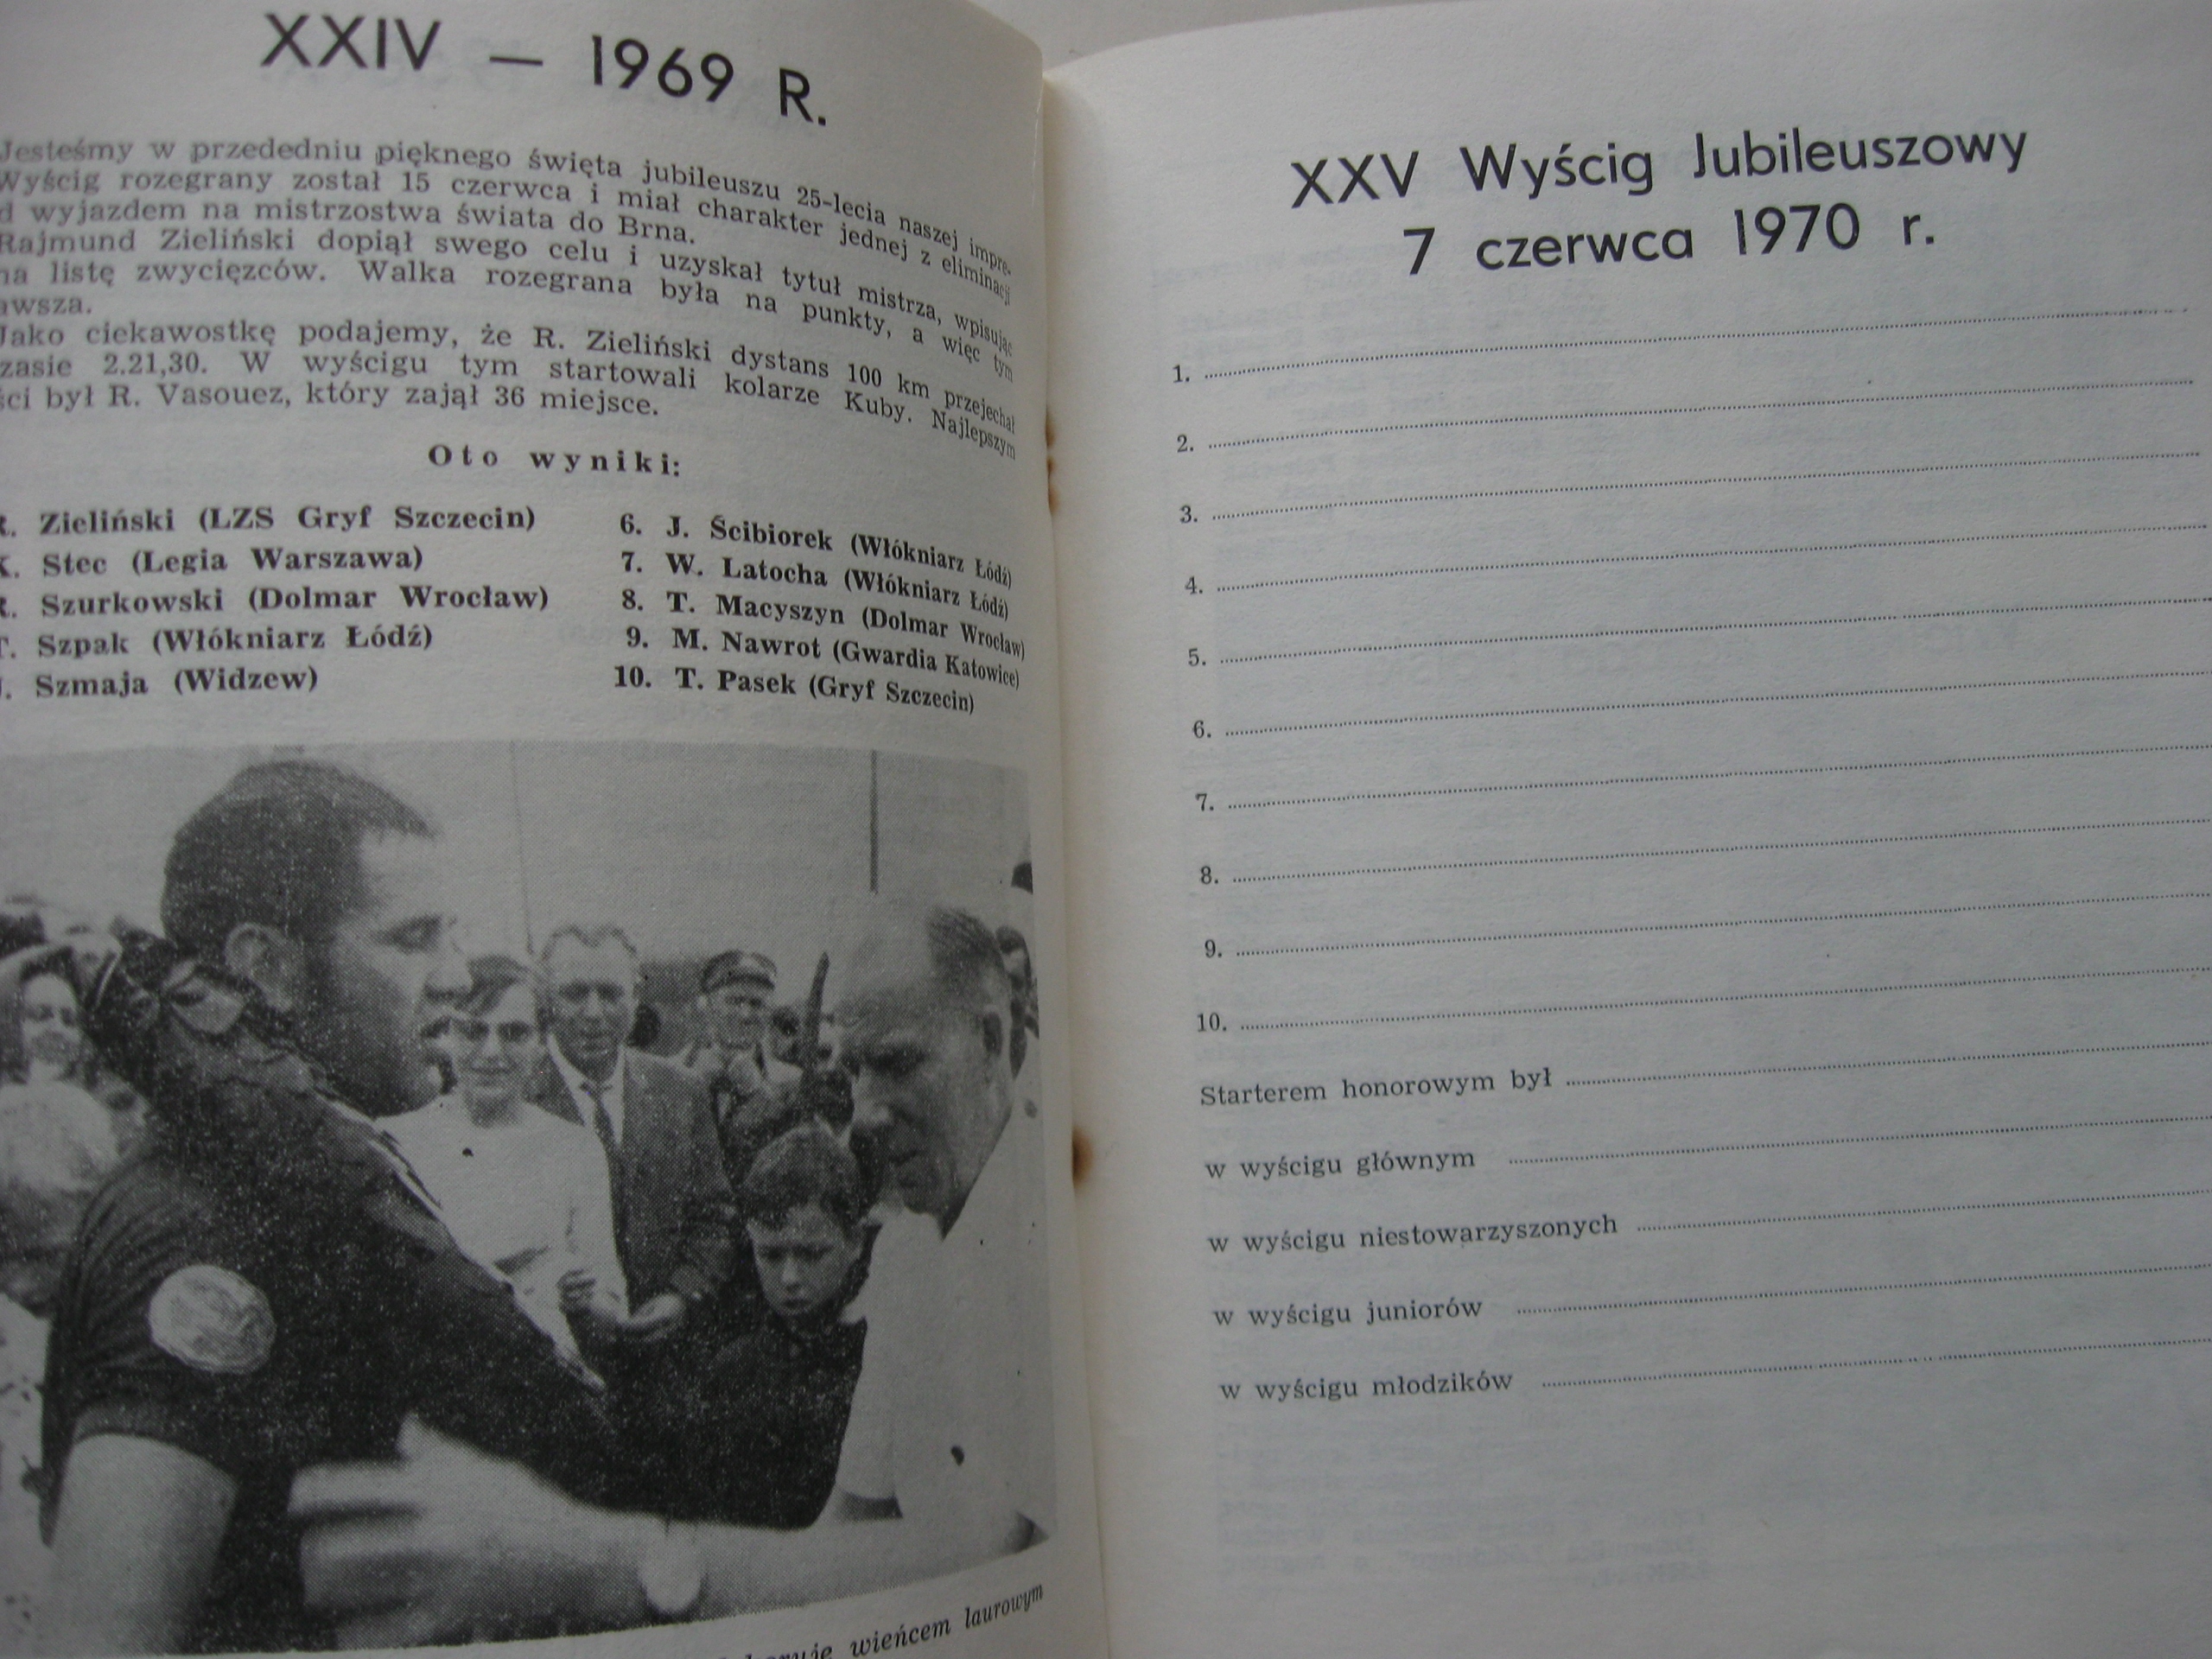 XXIV — 1969 R.
Jesteśmy w przededniu pięknego święta jubileuszu 25-lecia naszej impre-
Wyścig rozegrany został 15 czerwca i miał charakter jednej z eliminacji
d wyjazdem na mistrzostwa świata do Brna.
Rajmund Zieliński dopiął swego celu i uzyskał tytuł mistrza, wpisując
na listę zwycięzców. Walka rozegrana była na punkty, a więc tym
awsza.
Jako ciekawostkę podajemy, że R. Zieliński dystans 100 km przejechał
zasie 2.21,30. W wyścigu tym startowali kolarze Kuby. Najlepszym
ści był R. Vasouez, który zajął 36 miejsce.
Oto wyniki:
R. Zieliński (LZS Gryf Szczecin)
K. Stec (Legia Warszawa)
R. Szurkowski (Dolmar Wrocław)
T. Szpak (Włókniarz Łódź)
J. Szmaja (Widzew)
6. J. Ścibiorek (Włókniarz Łódź)
7. W. Latocha (Włókniarz Łódź)
8. T. Macyszyn (Dolmar Wrocław)
9. M. Nawrot (Gwardia Katowice)
10. T. Pasek (Gryf Szczecin)
wieńcem laurowym
XXV Wyścig Jubileuszowy
7 czerwca 1970 r.
1.
2.
3.
4.
5.
6.
7.
8.
9.
10.
Starterem honorowym był
w wyścigu głównym
w wyścigu niestowarzyszonych
w wyścigu juniorów
w wyścigu młodzików